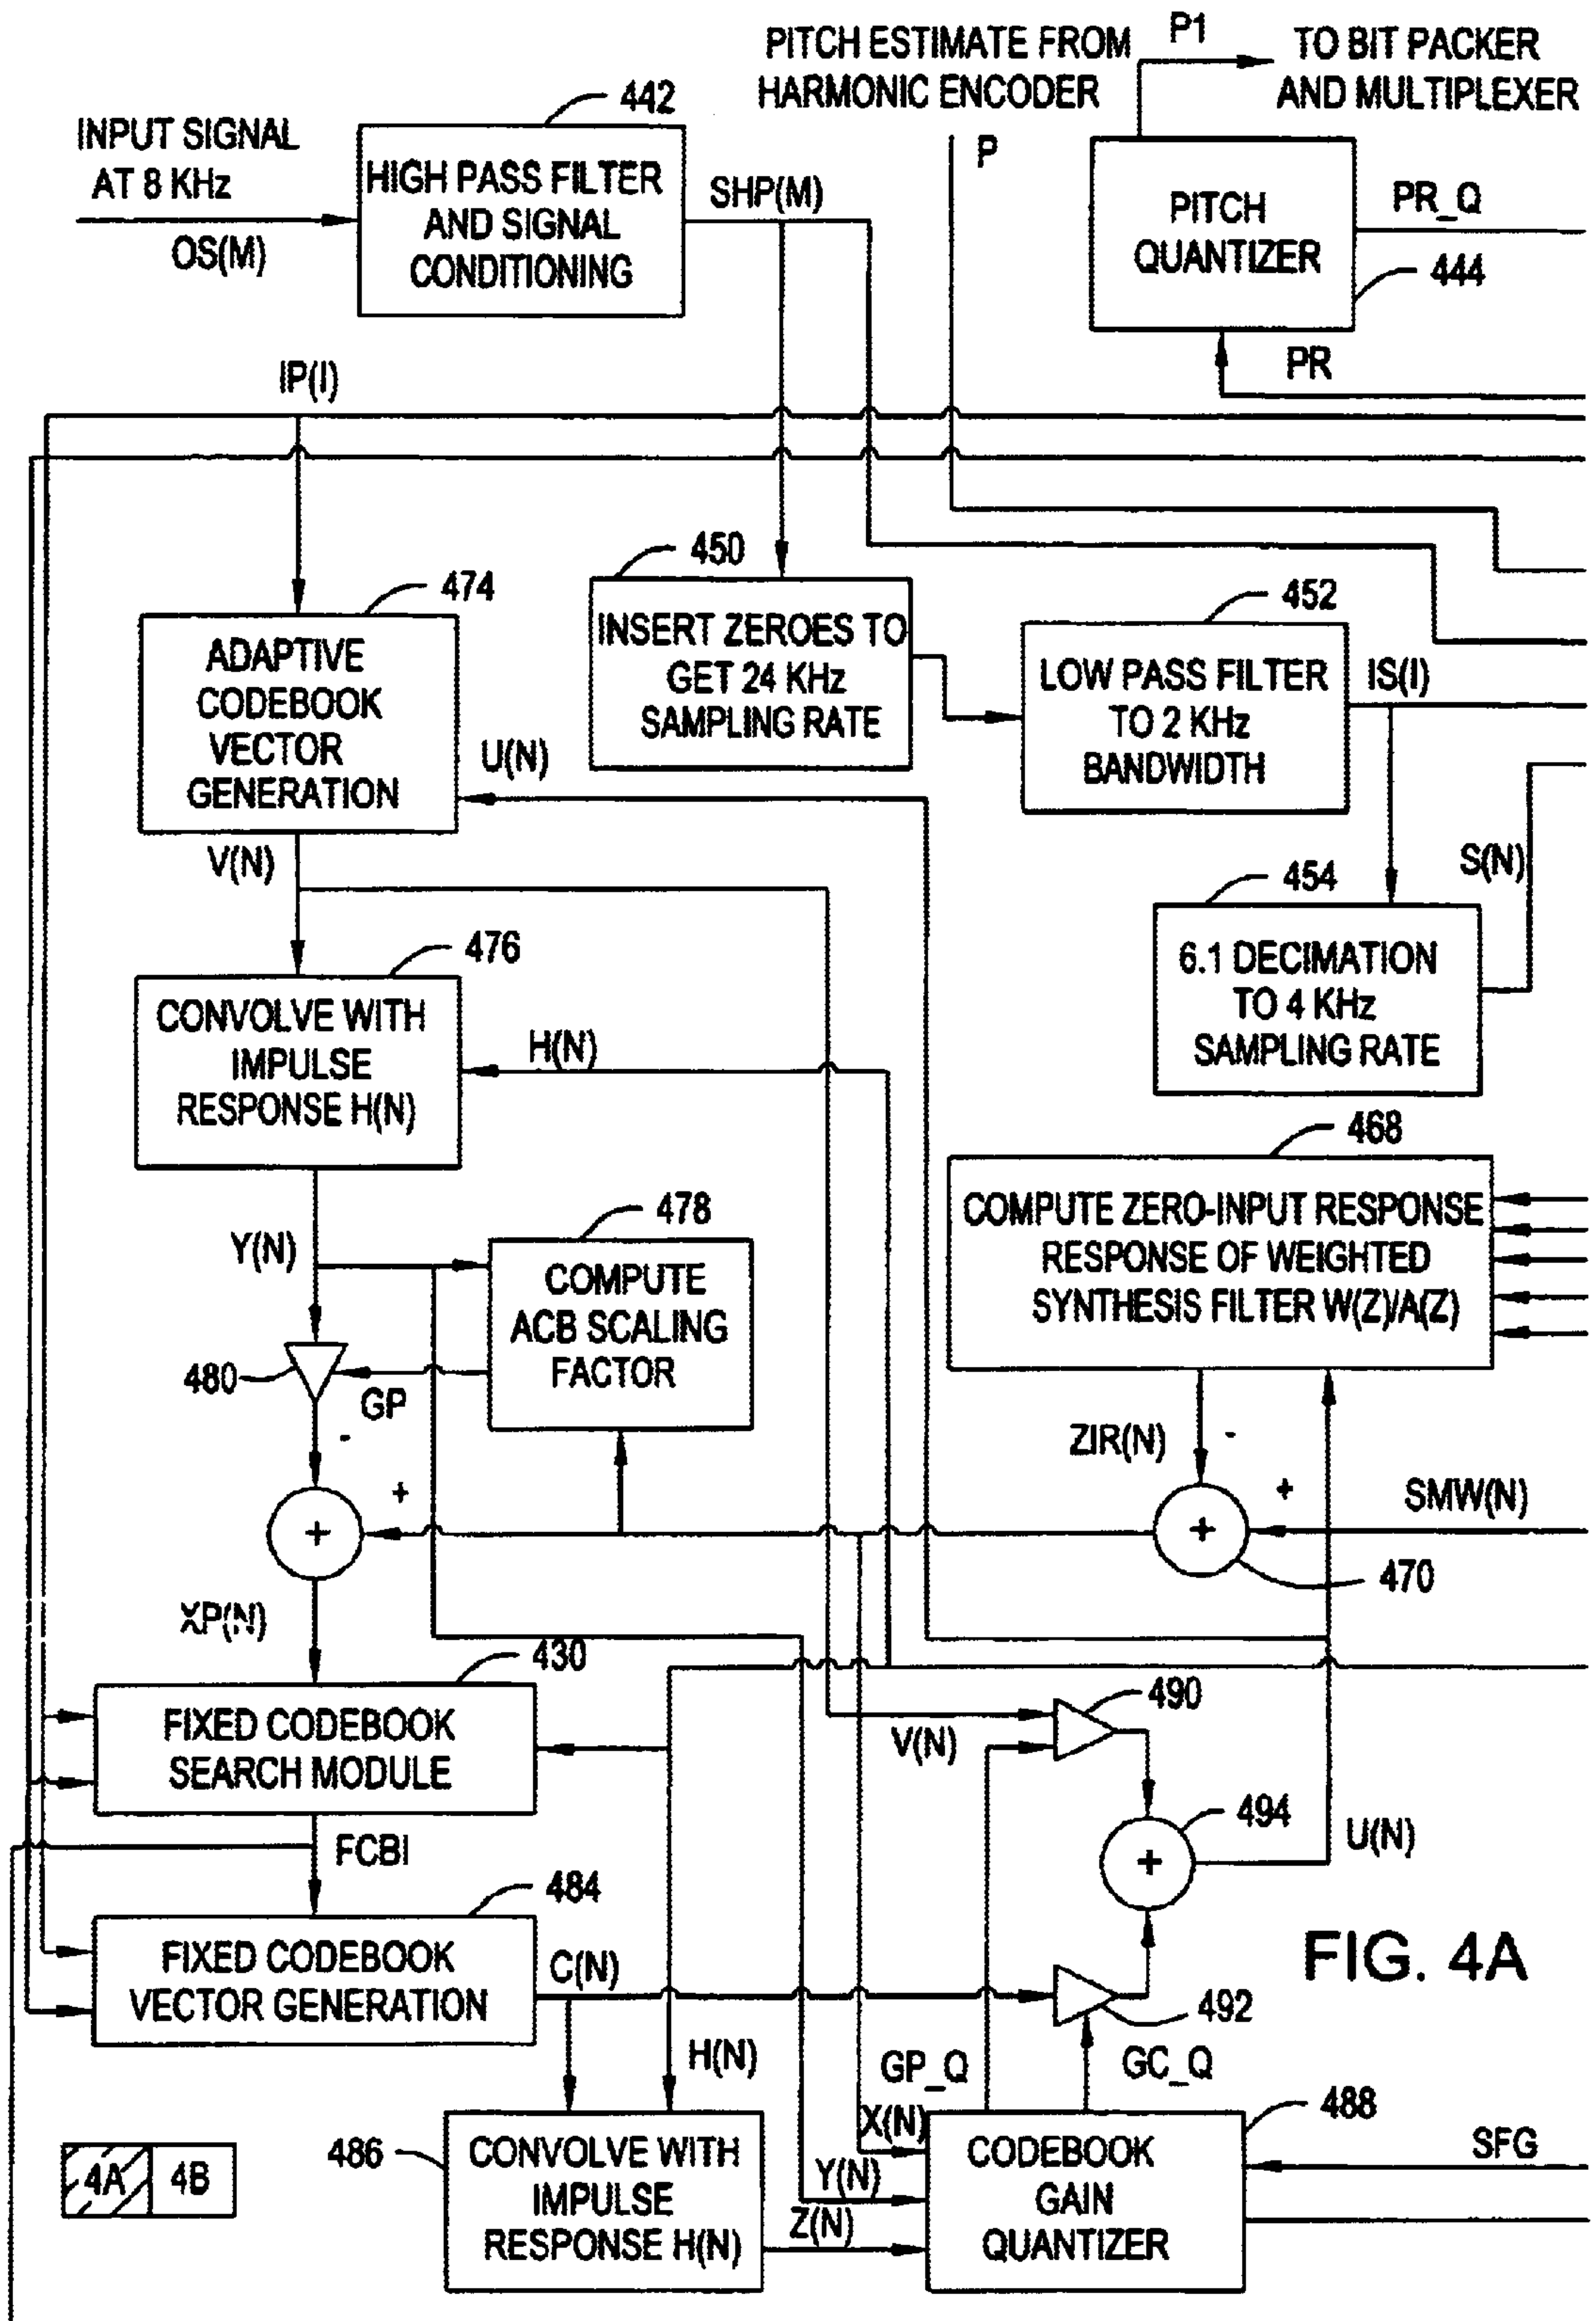 PITCH ESTIMATE FROM
HARMONIC ENCODER
P1
TO BIT PACKER
AND MULTIPLEXER
442
INPUT SIGNAL
AT 8 KHz
OS(M)
HIGH PASS FILTER
AND SIGNAL
CONDITIONING
SHP(M)
P
PITCH
QUANTIZER
PR_Q
444
PR
IP(I)
450
474
452
INSERT ZEROES TO
GET 24 KHz
SAMPLING RATE
ADAPTIVE
CODEBOOK
VECTOR
GENERATION
U(N)
LOW PASS FILTER
TO 2 KHz
BANDWIDTH
IS(I)
V(N)
454
S(N)
476
6.1 DECIMATION
TO 4 KHz
SAMPLING RATE
CONVOLVE WITH
IMPULSE
RESPONSE H(N)
H(N)
468
478
COMPUTE ZERO-INPUT RESPONSE
RESPONSE OF WEIGHTED
SYNTHESIS FILTER W(Z)/A(Z)
Y(N)
COMPUTE
ACB SCALING
FACTOR
480
GP
-
ZIR(N)
-
+
+
SMW(N)
+
+
470
XP(N)
430
FIXED CODEBOOK
SEARCH MODULE
490
V(N)
FCBI
494
+
U(N)
484
FIXED CODEBOOK
VECTOR GENERATION
C(N)
FIG. 4A
492
H(N)
GP_Q
GC_Q
486
CONVOLVE WITH
IMPULSE
RESPONSE H(N)
X(N)
Y(N)
Z(N)
CODEBOOK
GAIN
QUANTIZER
488
SFG
4A
4B